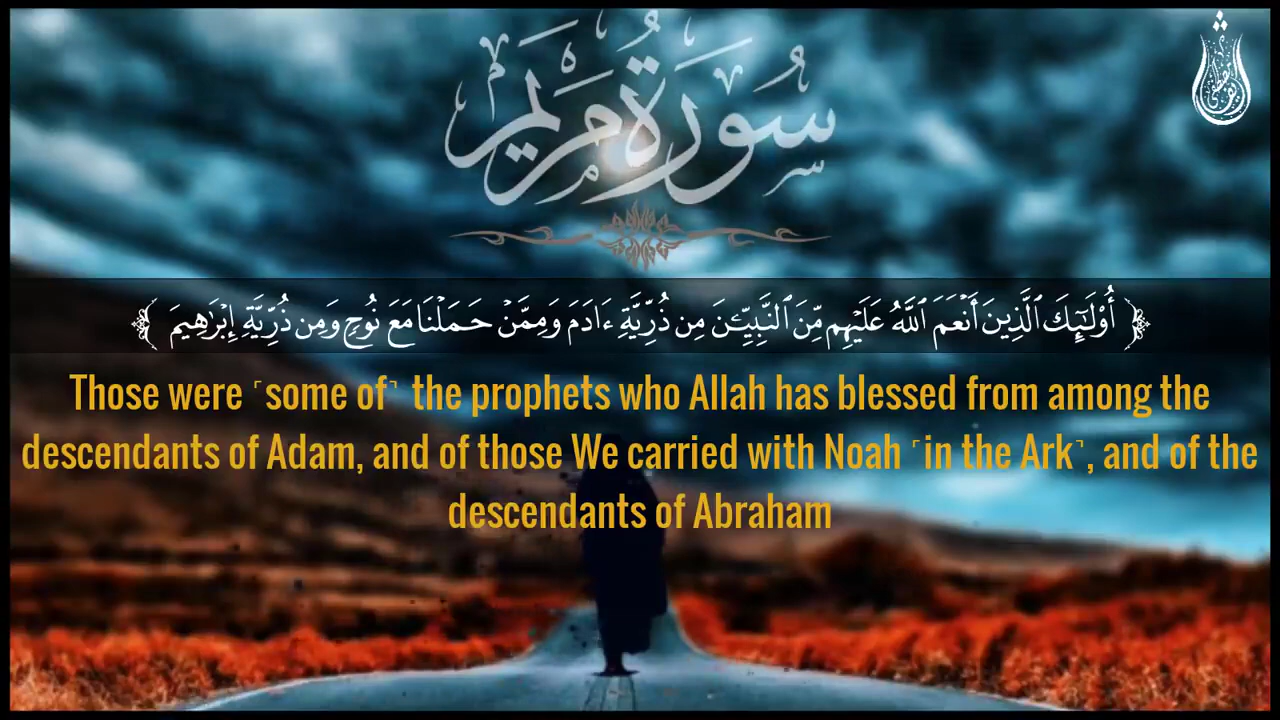 سورة مريم
﴿ أُوْلَٰٓئِكَ ٱلَّذِينَ أَنْعَمَ ٱللَّهُ عَلَيْهِم مِّنَ ٱلنَّبِيِّـۧنَ مِن ذُرِّيَّةِ ءَادَمَ وَمِمَّنْ حَمَلْنَا مَعَ نُوحٍ وَمِن ذُرِّيَّةِ إِبْرَٰهِيمَ ﴾
Those were ˹some of˺ the prophets who Allah has blessed from among the
descendants of Adam, and of those We carried with Noah ˹in the Ark˺, and of the
descendants of Abraham